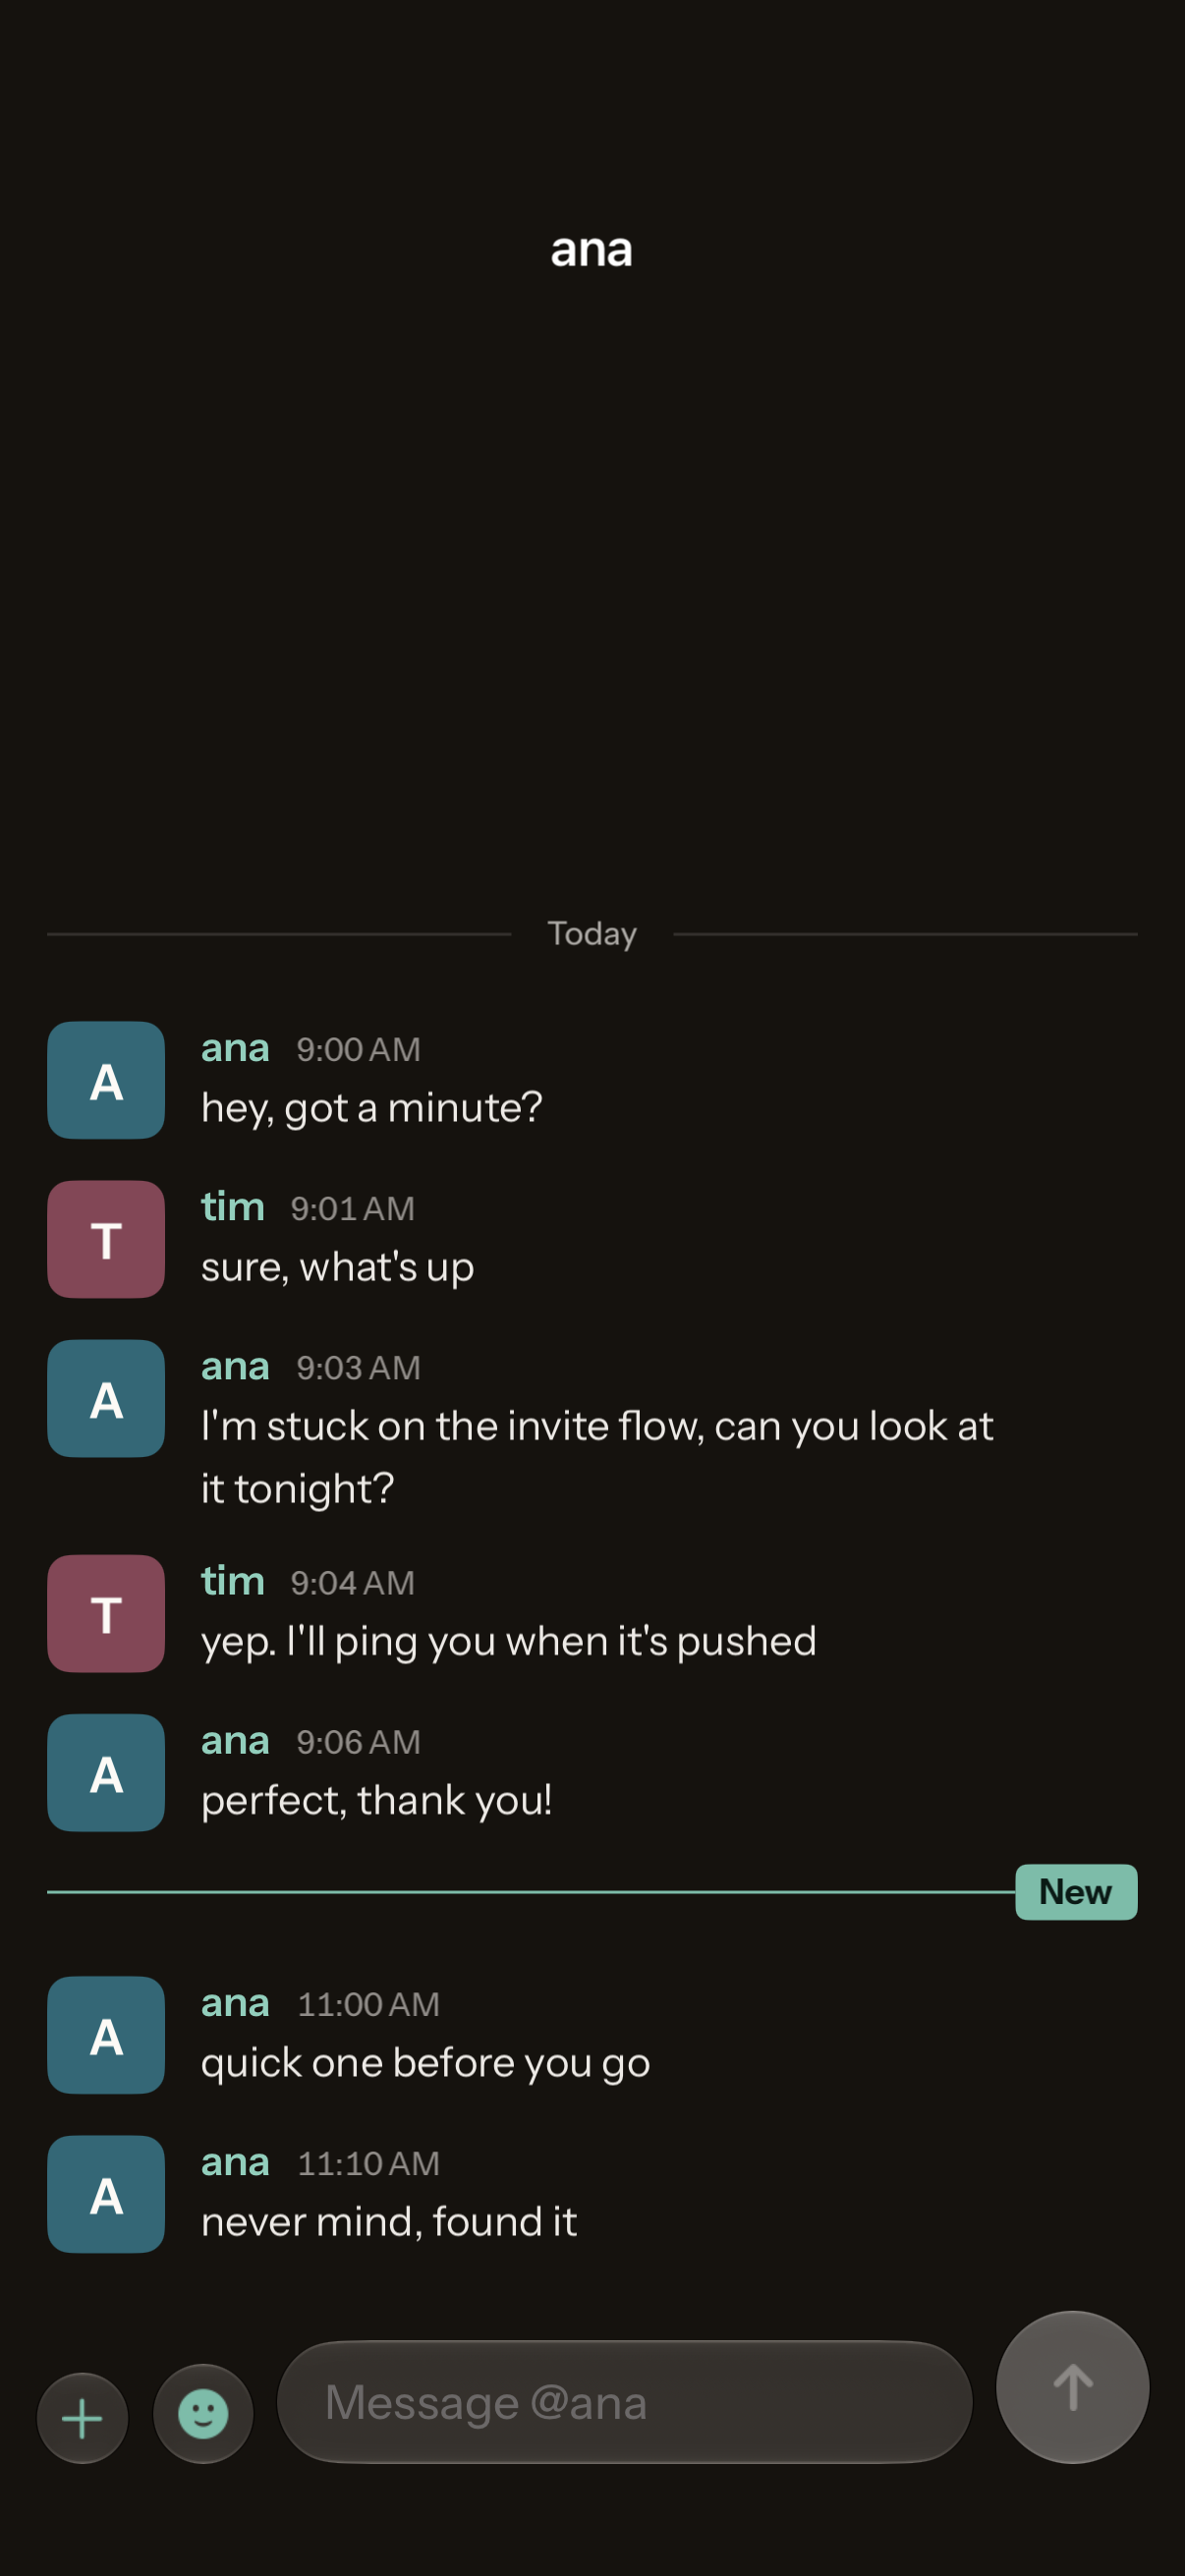 ana
Today
A
ana 9:00 AM
hey, got a minute?
T
tim 9:01 AM
sure, what's up
A
ana 9:03 AM
I'm stuck on the invite flow, can you look at
it tonight?
T
tim 9:04 AM
yep. I'll ping you when it's pushed
A
ana 9:06 AM
perfect, thank you!
New
A
ana 11:00 AM
quick one before you go
A
ana 11:10 AM
never mind, found it
Message @ana